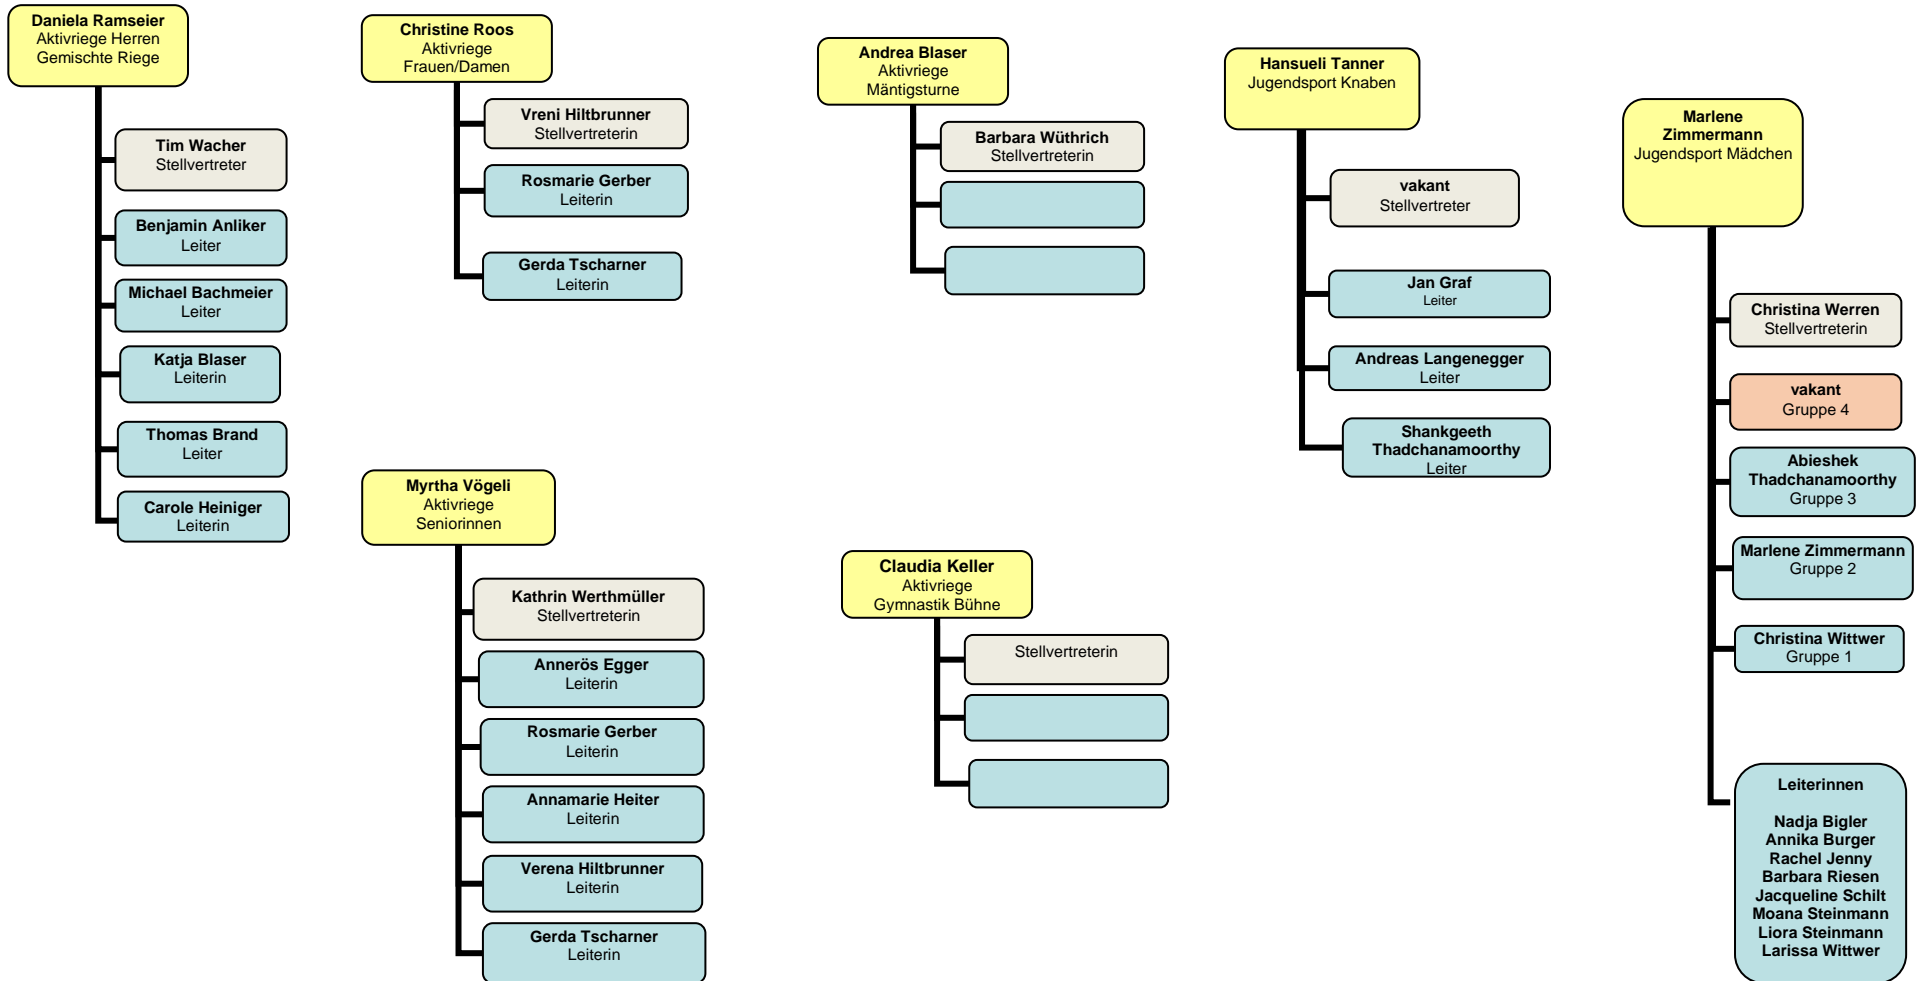 Daniela Ramseier
Aktivriege Herren
Gemischte Riege
Tim Wacher
Stellvertreter
Benjamin Anliker
Leiter
Michael Bachmeier
Leiter
Katja Blaser
Leiterin
Thomas Brand
Leiter
Carole Heiniger
Leiterin
Christine Roos
Aktivriege
Frauen/Damen
Vreni Hiltbrunner
Stellvertreterin
Rosmarie Gerber
Leiterin
Gerda Tscharner
Leiterin
Myrtha Vögeli
Aktivriege
Seniorinnen
Kathrin Werthmüller
Stellvertreterin
Annerös Egger
Leiterin
Rosmarie Gerber
Leiterin
Annamarie Heiter
Leiterin
Verena Hiltbrunner
Leiterin
Gerda Tscharner
Leiterin
Andrea Blaser
Aktivriege
Mäntigsturne
Barbara Wüthrich
Stellvertreterin
Claudia Keller
Aktivriege
Gymnastik Bühne
Stellvertreterin
Hansueli Tanner
Jugendsport Knaben
vakant
Stellvertreter
Jan Graf
Leiter
Andreas Langenegger
Leiter
Shankgeeth
Thadchanamoorthy
Leiter
Marlene
Zimmermann
Jugendsport Mädchen
Christina Werren
Stellvertreterin
vakant
Gruppe 4
Abieshek
Thadchanamoorthy
Gruppe 3
Marlene Zimmermann
Gruppe 2
Christina Wittwer
Gruppe 1
Leiterinnen
Nadja Bigler
Annika Burger
Rachel Jenny
Barbara Riesen
Jacqueline Schilt
Moana Steinmann
Liora Steinmann
Larissa Wittwer